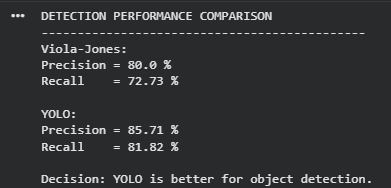 DETECTION PERFORMANCE COMPARISON
---------------------------------------------
Viola-Jones:
Precision = 80.0 %
Recall    = 72.73 %
YOLO:
Precision = 85.71 %
Recall    = 81.82 %
Decision: YOLO is better for object detection.